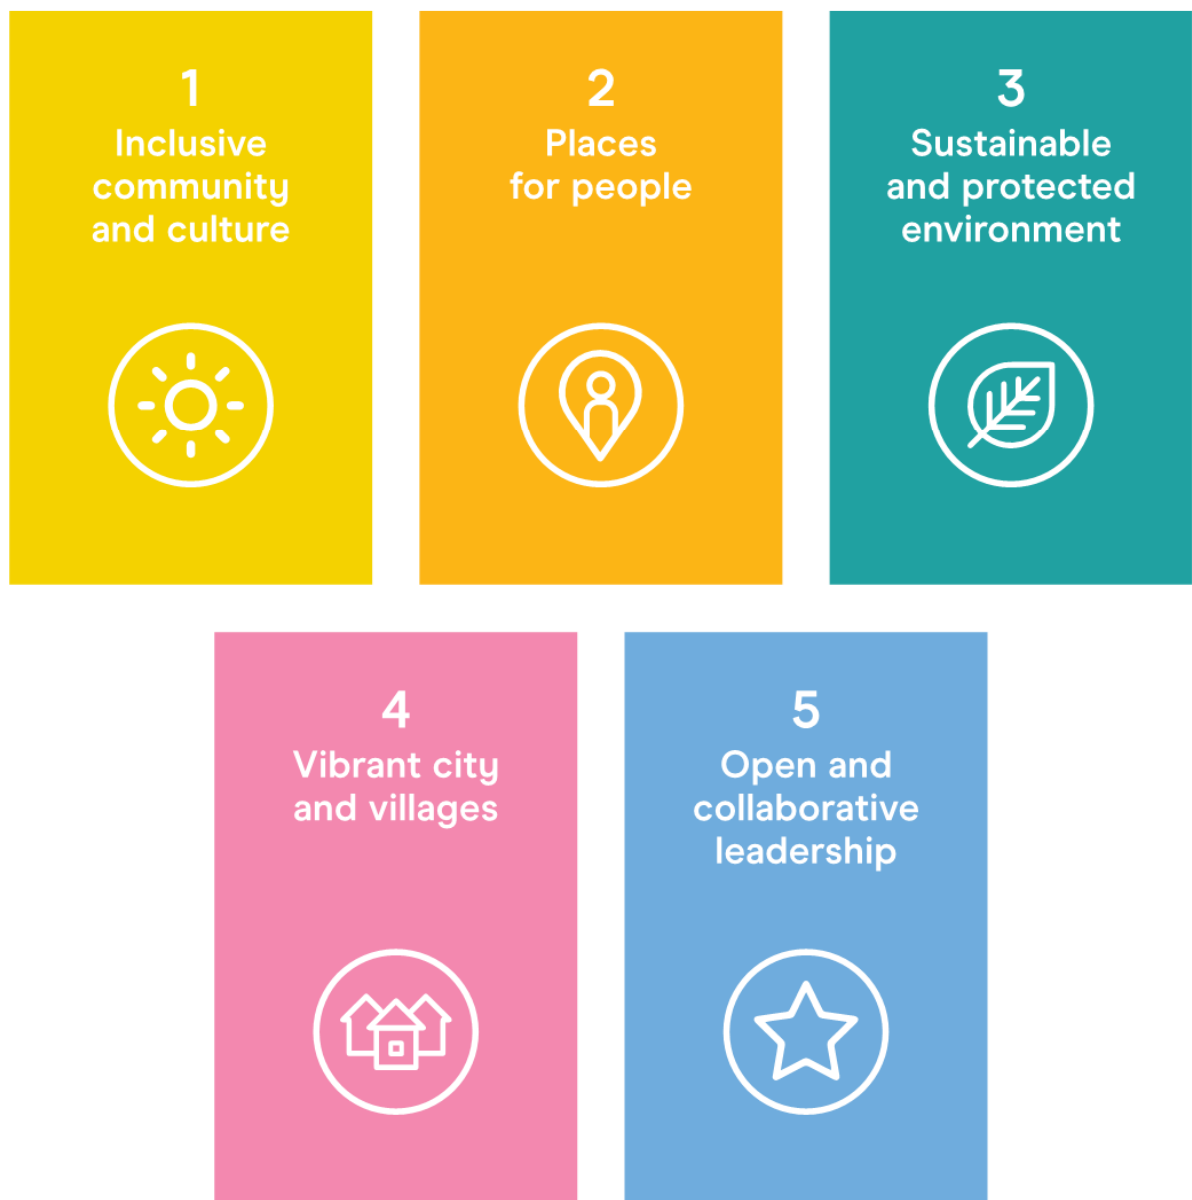 1
Inclusive
community
and culture
2
Places
for people
3
Sustainable
and protected
environment
4
Vibrant city
and villages
5
Open and
collaborative
leadership